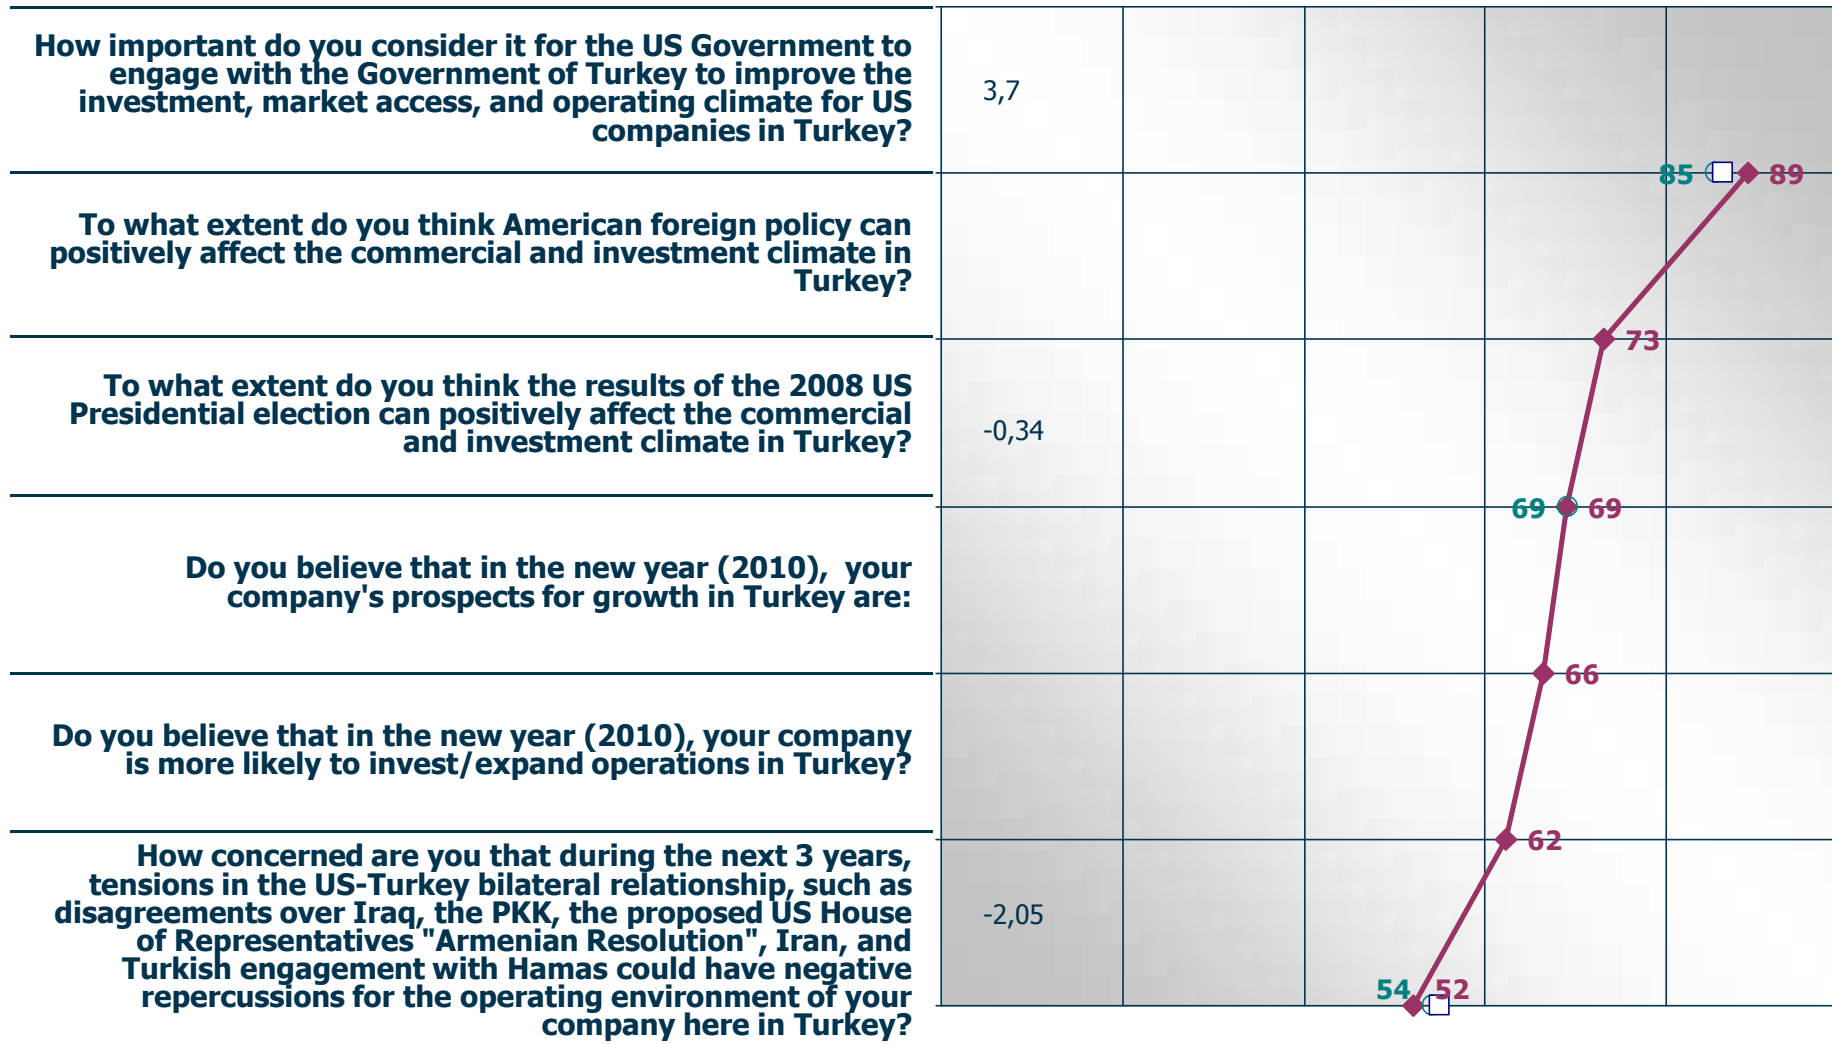 How important do you consider it for the US Government to
engage with the Government of Turkey to improve the
investment, market access, and operating climate for US
companies in Turkey?
3,7
85
89
To what extent do you think American foreign policy can
positively affect the commercial and investment climate in
Turkey?
73
To what extent do you think the results of the 2008 US
Presidential election can positively affect the commercial
and investment climate in Turkey?
-0,34
69
69
Do you believe that in the new year (2010),  your
company's prospects for growth in Turkey are:
66
Do you believe that in the new year (2010), your company
is more likely to invest/expand operations in Turkey?
62
How concerned are you that during the next 3 years,
tensions in the US-Turkey bilateral relationship, such as
disagreements over Iraq, the PKK, the proposed US House
of Representatives "Armenian Resolution", Iran, and
Turkish engagement with Hamas could have negative
repercussions for the operating environment of your
company here in Turkey?
-2,05
54
52